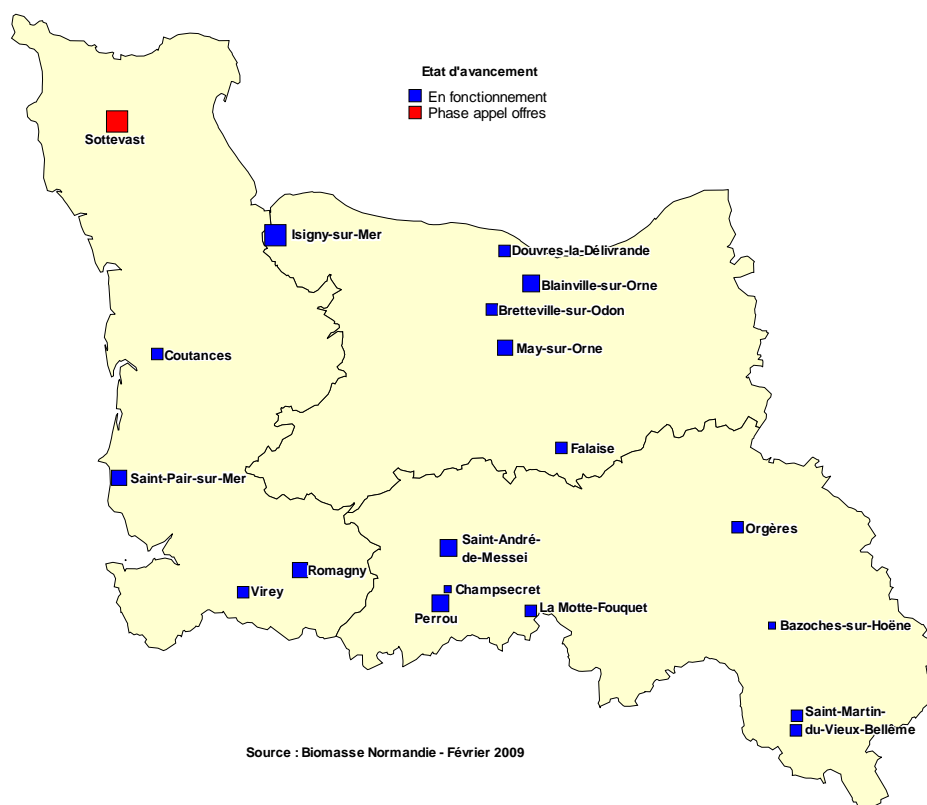 Etat d'avancement
En fonctionnement
Phase appel offres
Sottevast
Isigny-sur-Mer
Douvres-la-Délivrande
Blainville-sur-Orne
Bretteville-sur-Odon
May-sur-Orne
Coutances
Falaise
Saint-Pair-sur-Mer
Orgères
Saint-André-
de-Messei
Romagny
Champsecret
Virey
La Motte-Fouquet
Perrou
Bazoches-sur-Hoëne
Saint-Martin-
du-Vieux-Bellême
Source : Biomasse Normandie - Février 2009